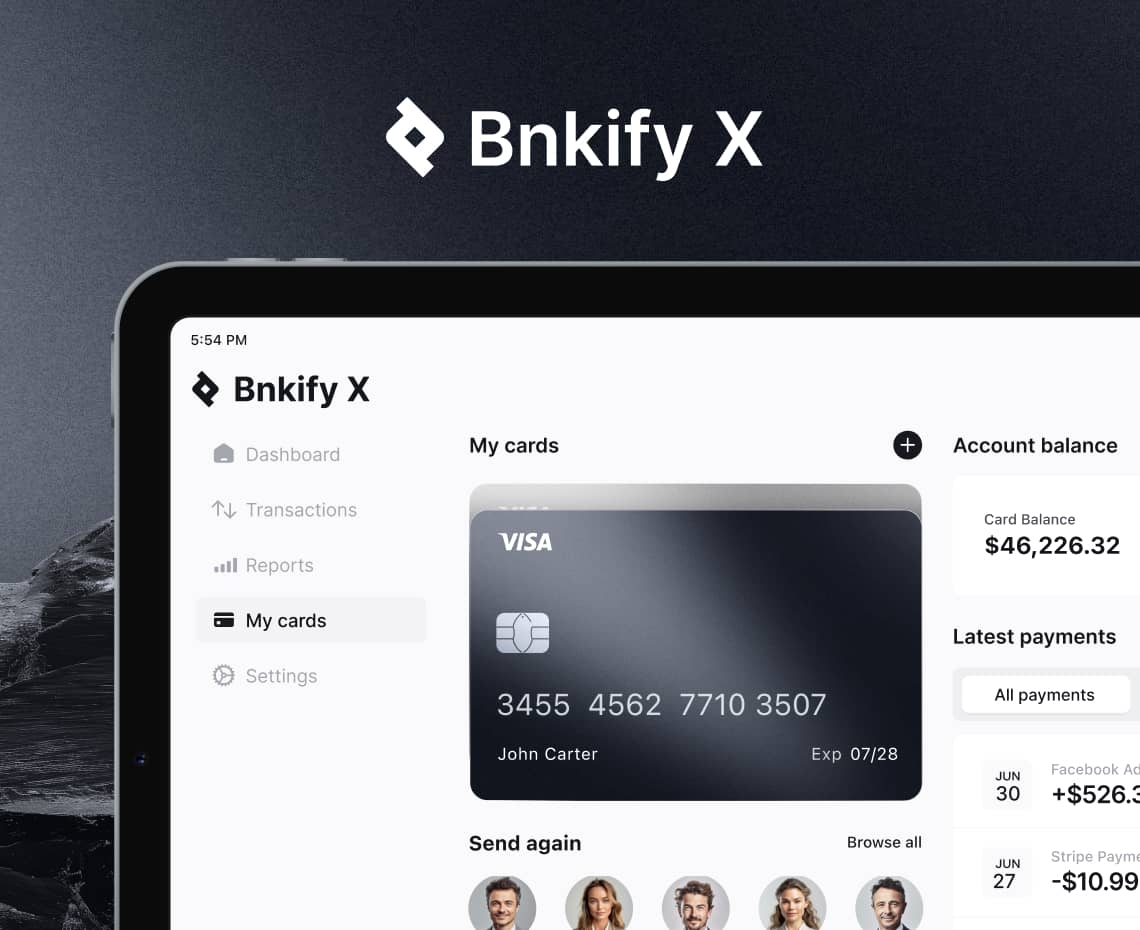 Bnkify X
5:54 PM
Bnkify X
Dashboard
Transactions
Reports
My cards
Settings
My cards
VISA
3455 4562 7710 3507
John Carter
Exp 07/28
Send again
Browse all
Account balance
Card Balance
$46,226.32
Latest payments
All payments
JUN
30
Facebook Ad
+$526.3
JUN
27
Stripe Payme
-$10.99